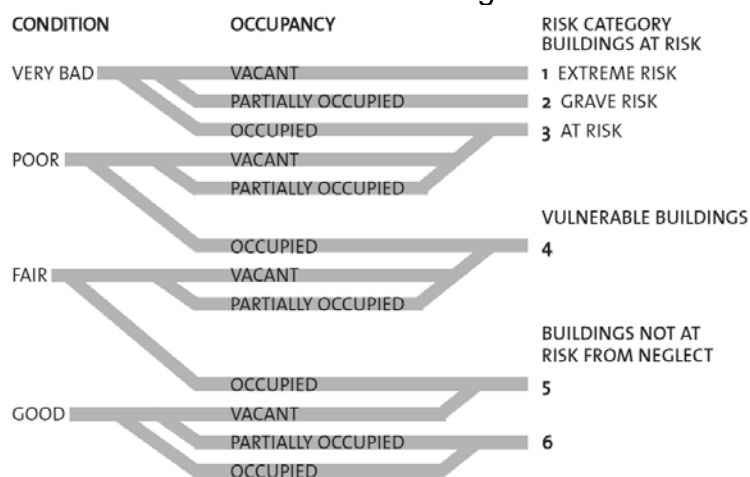 CONDITION OCCUPANCY RISK CATEGORY
BUILDINGS AT RISK
VERY BAD VACANT 1 EXTREME RISK
PARTIALLY OCCUPIED 2 GRAVE RISK
OCCUPIED 3 AT RISK
POOR VACANT
PARTIALLY OCCUPIED
VULNERABLE BUILDINGS
OCCUPIED 4
FAIR VACANT
PARTIALLY OCCUPIED
BUILDINGS NOT AT
RISK FROM NEGLECT
OCCUPIED 5
GOOD VACANT
PARTIALLY OCCUPIED 6
OCCUPIED